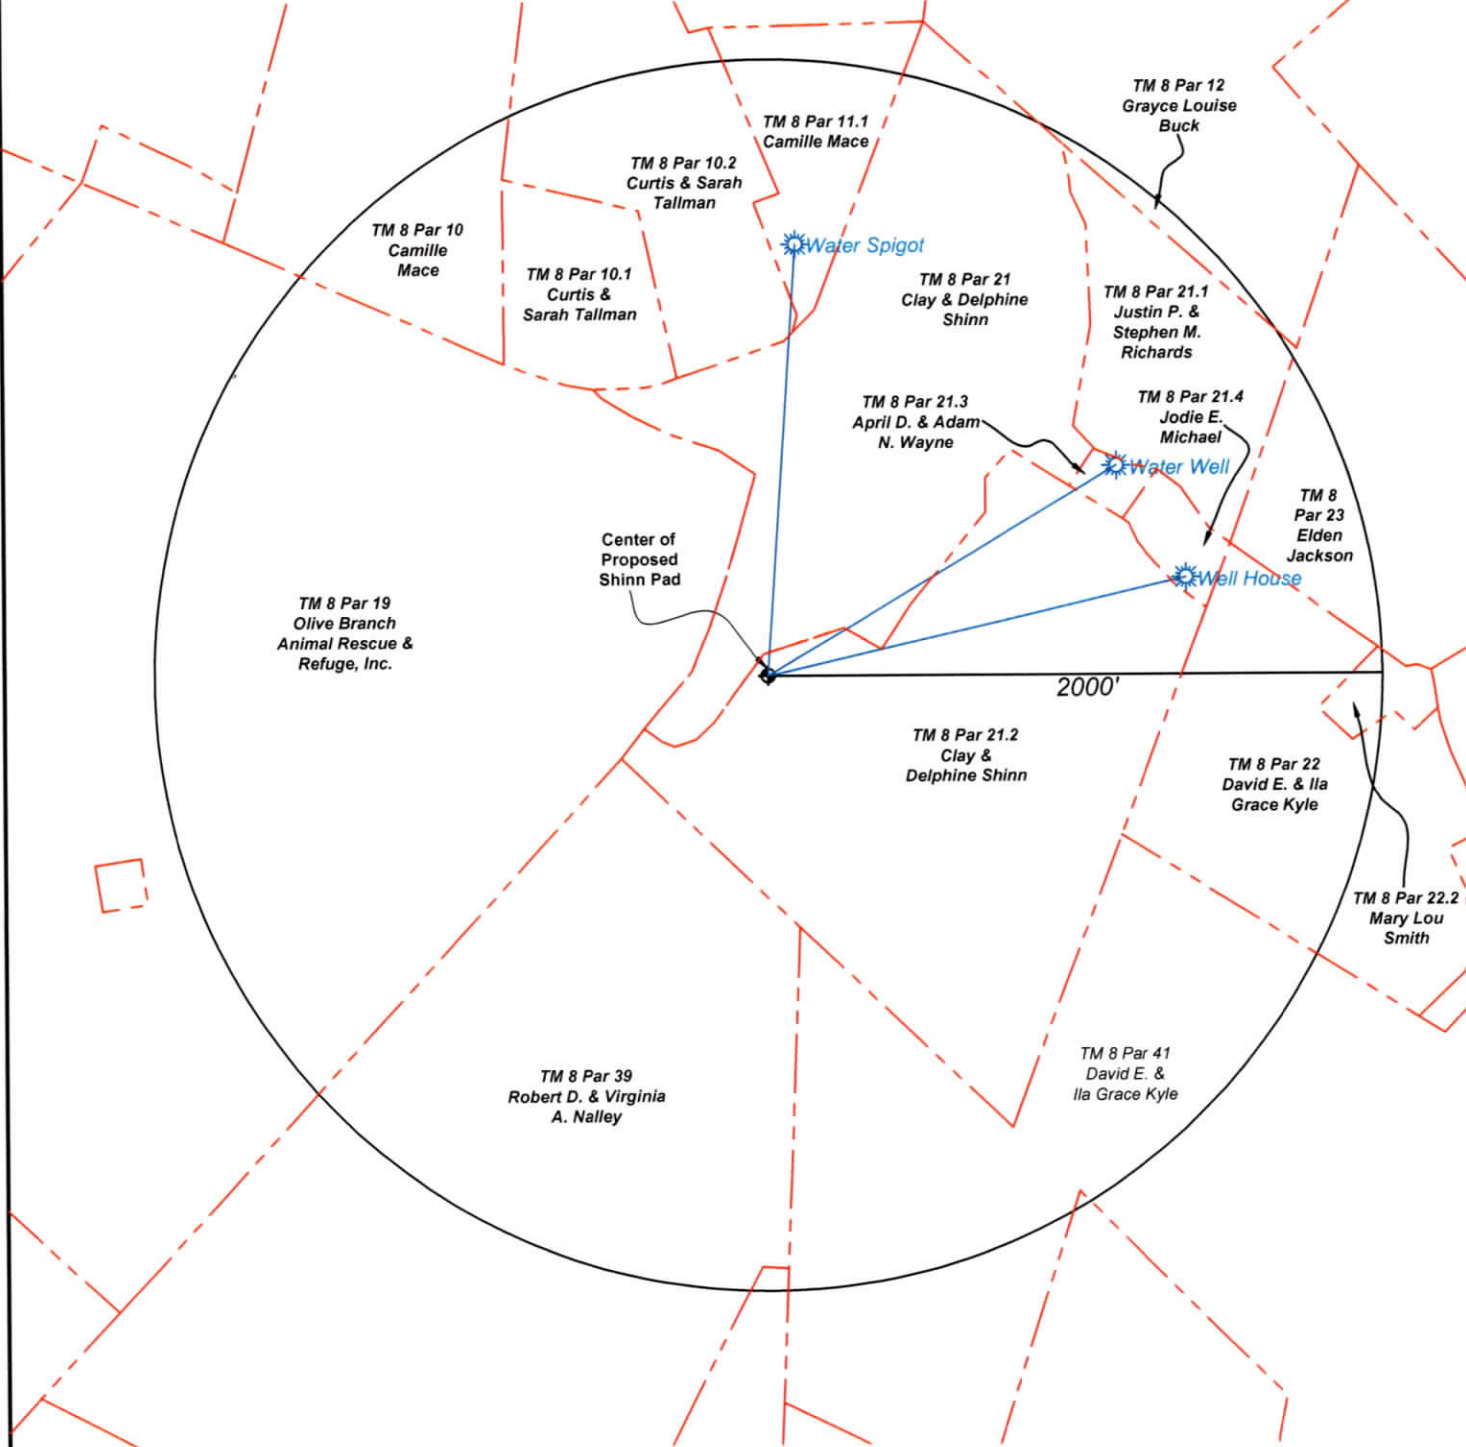 TM 8 Par 12
Grayce Louise
Buck
TM 8 Par 11.1
Camille Mace
TM 8 Par 10.2
Curtis & Sarah
Tallman
TM 8 Par 10
Camille
Mace
TM 8 Par 10.1
Curtis &
Sarah Tallman
Water Spigot
TM 8 Par 21
Clay & Delphine
Shinn
TM 8 Par 21.1
Justin P. &
Stephen M.
Richards
TM 8 Par 21.3
April D. & Adam
N. Wayne
TM 8 Par 21.4
Jodie E.
Michael
Water Well
TM 8
Par 23
Elden
Jackson
Center of
Proposed
Shinn Pad
Well House
TM 8 Par 19
Olive Branch
Animal Rescue &
Refuge, Inc.
2000'
TM 8 Par 21.2
Clay &
Delphine Shinn
TM 8 Par 22
David E. & Ila
Grace Kyle
TM 8 Par 22.2
Mary Lou
Smith
TM 8 Par 41
David E. &
Ila Grace Kyle
TM 8 Par 39
Robert D. & Virginia
A. Nalley